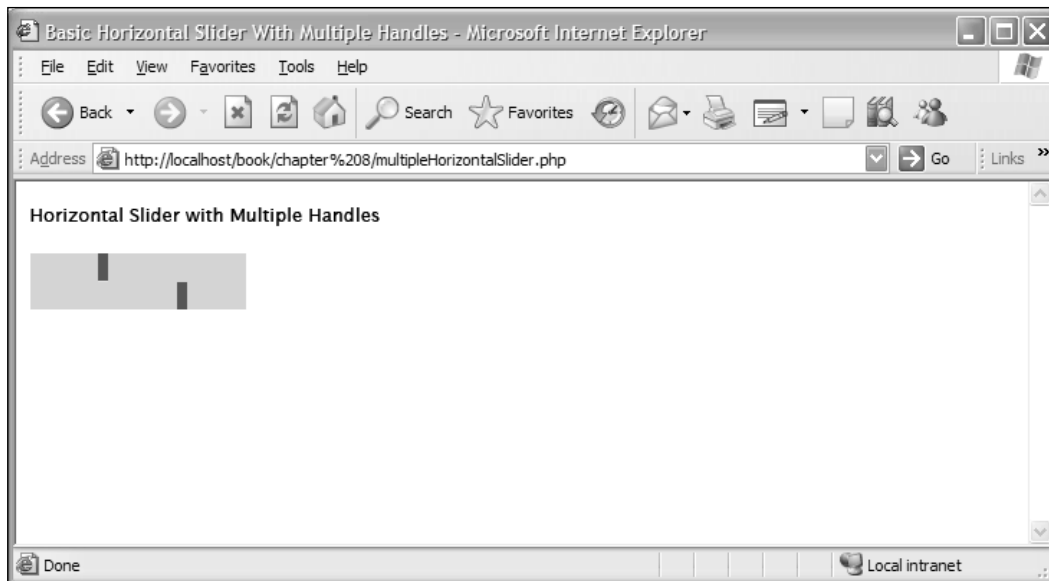 Basic Horizontal Slider With Multiple Handles - Microsoft Internet Explorer
File Edit View Favorites Tools Help
Back Search Favorites
Address http://localhost/book/chapter%208/multipleHorizontalSlider.php Go Links »
Horizontal Slider with Multiple Handles
Done Local intranet